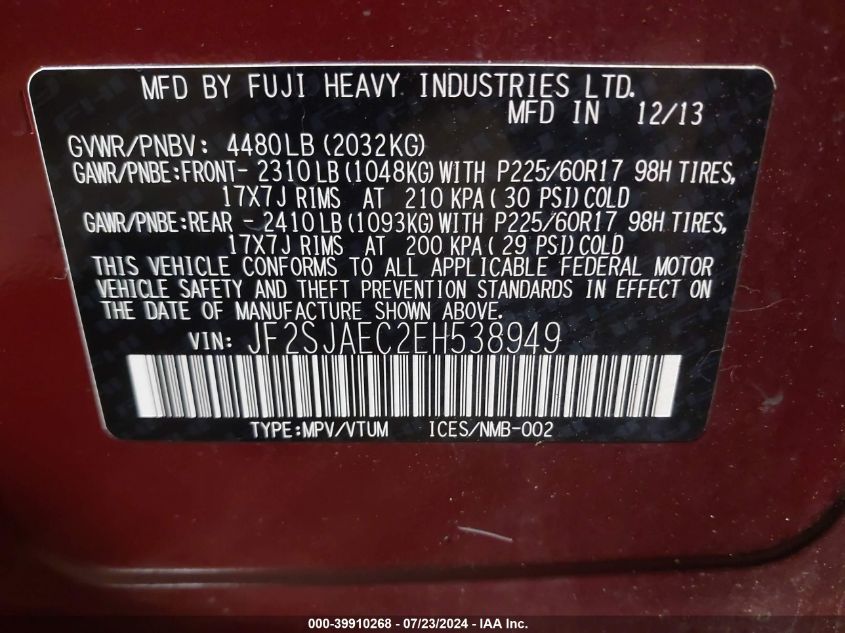 MFD BY FUJI HEAVY INDUSTRIES LTD.
MFD IN 12/13
GVWR/PNBV: 4480LB (2032KG)
GAWR/PNBE:FRONT- 2310 LB (1048KG) WITH P225/60R17 98H TIRES,
17X7J RIMS AT 210 KPA ( 30 PSI) COLD
GAWR/PNBE:REAR - 2410 LB (1093KG) WITH P225/60R17 98H TIRES,
17X7J RIMS AT 200 KPA ( 29 PSI) COLD
THIS VEHICLE CONFORMS TO ALL APPLICABLE FEDERAL MOTOR
VEHICLE SAFETY AND THEFT PREVENTION STANDARDS IN EFFECT ON
THE DATE OF MANUFACTURE SHOWN ABOVE.
VIN: JF2SJAEC2EH538949
TYPE:MPV/VTUM ICES/NMB-002
000-39910268 - 07/23/2024 - IAA Inc.